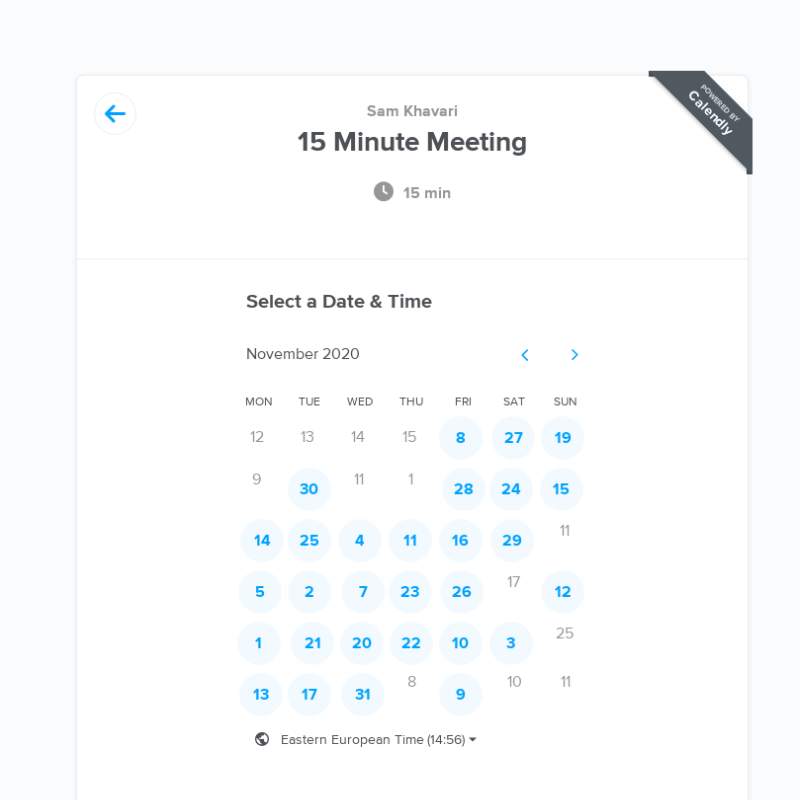 Sam Khavari
15 Minute Meeting
POWERED BY
Calendly
15 min
Select a Date & Time
November 2020
MON TUE WED THU FRI SAT SUN
12 13 14 15 8 27 19
9 30 11 1 28 24 15
14 25 4 11 16 29 11
5 2 7 23 26 17 12
1 21 20 22 10 3 25
13 17 31 8 9 10 11
Eastern European Time (14:56)